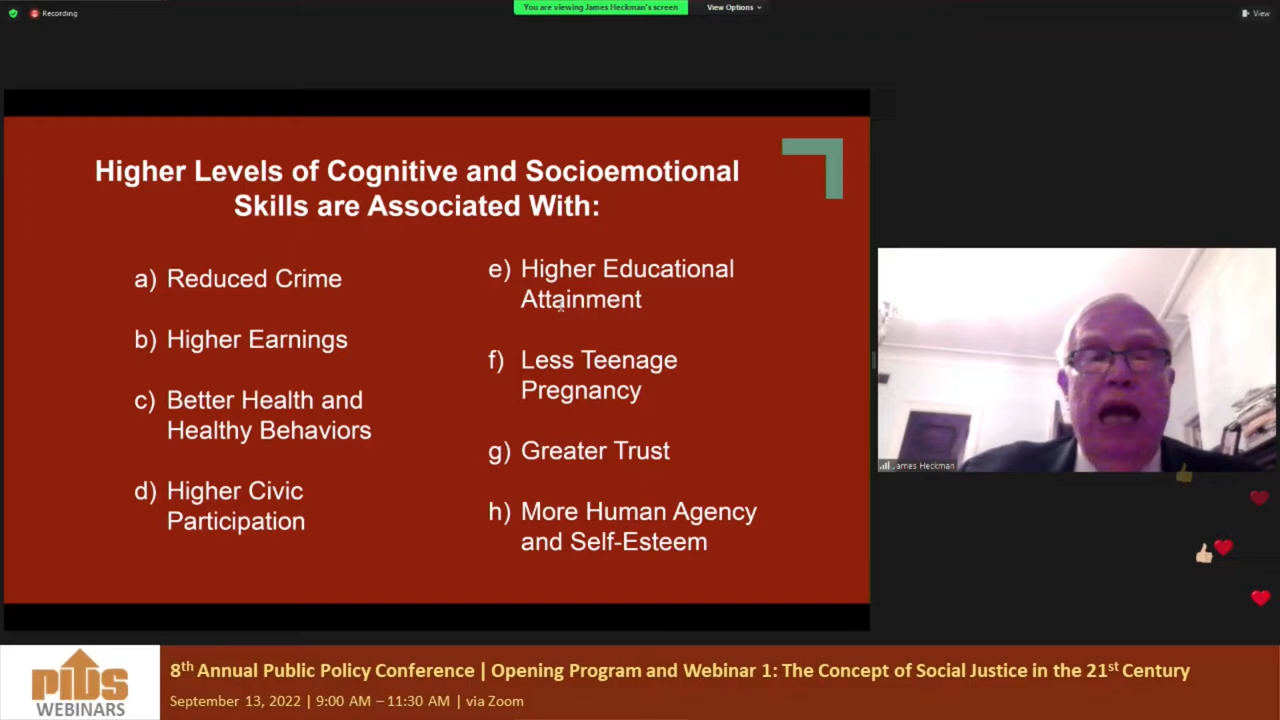 Recording
You are viewing James Heckman's screen
View Options
View
Higher Levels of Cognitive and Socioemotional
Skills are Associated With:
a) Reduced Crime
b) Higher Earnings
c) Better Health and
Healthy Behaviors
d) Higher Civic
Participation
e) Higher Educational
Attainment
f) Less Teenage
Pregnancy
g) Greater Trust
h) More Human Agency
and Self-Esteem
James Heckman
PIDS
WEBINARS
8th Annual Public Policy Conference | Opening Program and Webinar 1: The Concept of Social Justice in the 21st Century
September 13, 2022 | 9:00 AM – 11:30 AM | via Zoom